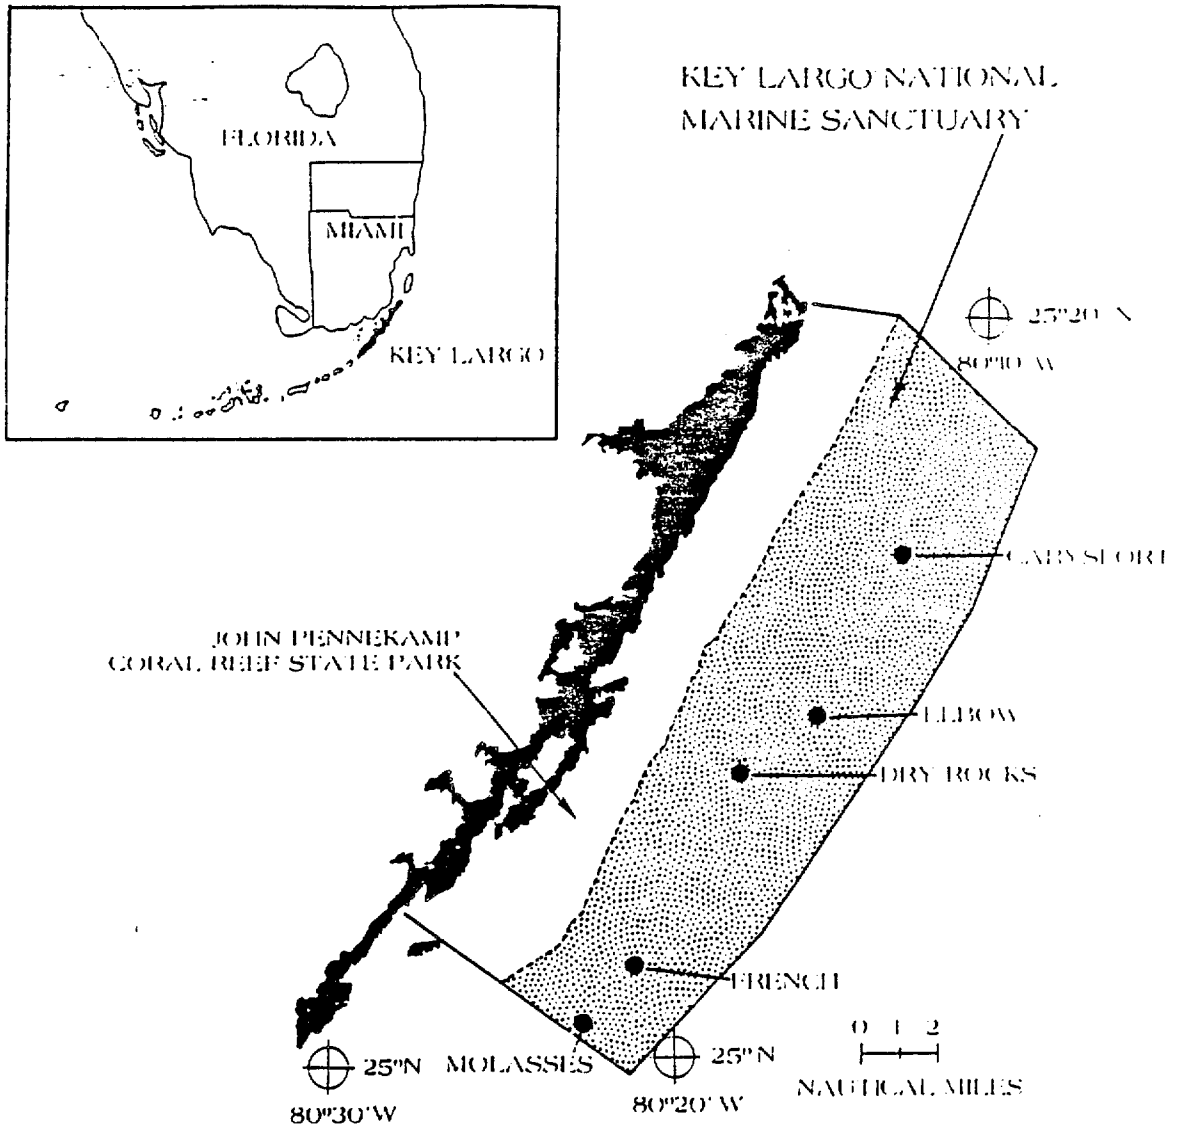 FLORIDA
MIAMI
KEY LARGO
KEY LARGO NATIONAL
MARINE SANCTUARY
25°20' N
80°10' W
CARYSFORT
JOHN PENNEKAMP
CORAL REEF STATE PARK
ELBOW
DRY ROCKS
FRENCH
MOLASSES
25°N
80°30'W
25°N
80°20' W
0 1 2
NAUTICAL MILES